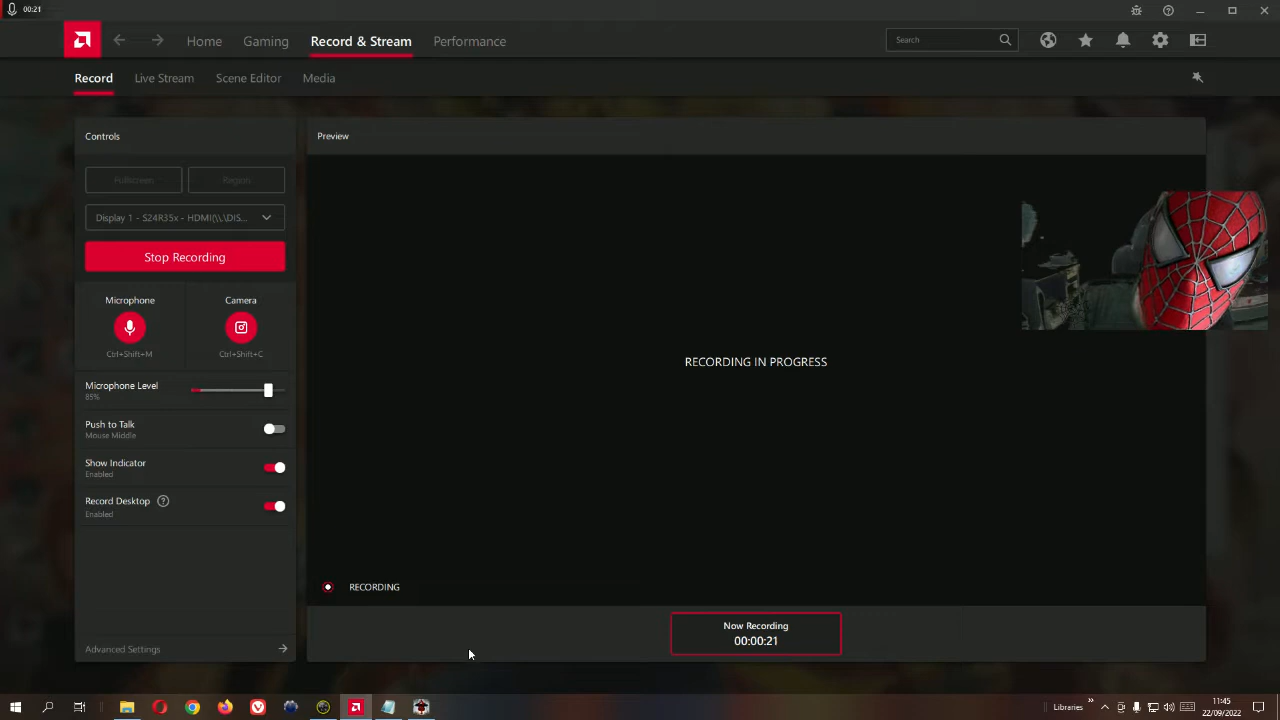 00:21
Home
Gaming
Record & Stream
Performance
Search
Record
Live Stream
Scene Editor
Media
Controls
Fullscreen
Region
Display 1 - S24R35x - HDMI(\\.\DIS...
Stop Recording
Microphone
Camera
Ctrl+Shift+M
Ctrl+Shift+C
Microphone Level
85%
Push to Talk
Mouse Middle
Show Indicator
Enabled
Record Desktop
Enabled
Advanced Settings
Preview
RECORDING IN PROGRESS
RECORDING
Now Recording
00:00:21
Libraries
11:45
22/09/2022